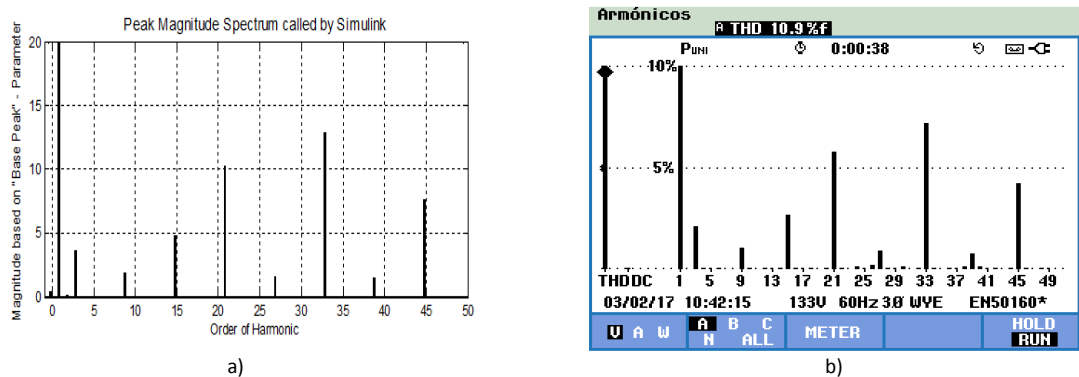 Peak Magnitude Spectrum called by Simulink
Magnitude based on "Base Peak" - Parameter
20
15
10
5
0
0 5 10 15 20 25 30 35 40 45 50
Order of Harmonic
a)
Armónicos
A THD 10.9%f
PUNI 0:00:38
10%
5%
THD DC 1 5 9 13 17 21 25 29 33 37 41 45 49
03/02/17 10:42:15 133V 60Hz 3Ø WYE EN50160*
V A W
A B C
N ALL
METER
HOLD
RUN
b)